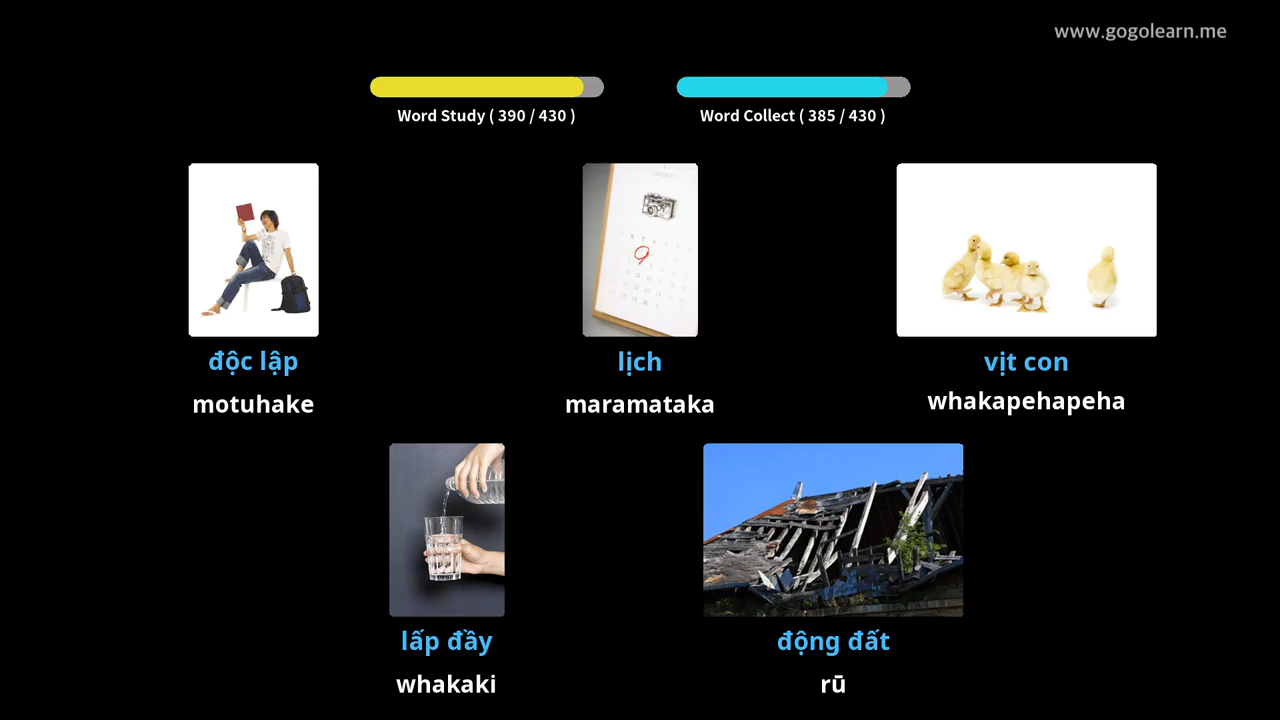 www.gogolearn.me
Word Study ( 390 / 430 )
Word Collect ( 385 / 430 )
độc lập
lịch
vịt con
motuhake
maramataka
whakapehapeha
lấp đầy
động đất
whakaki
rū